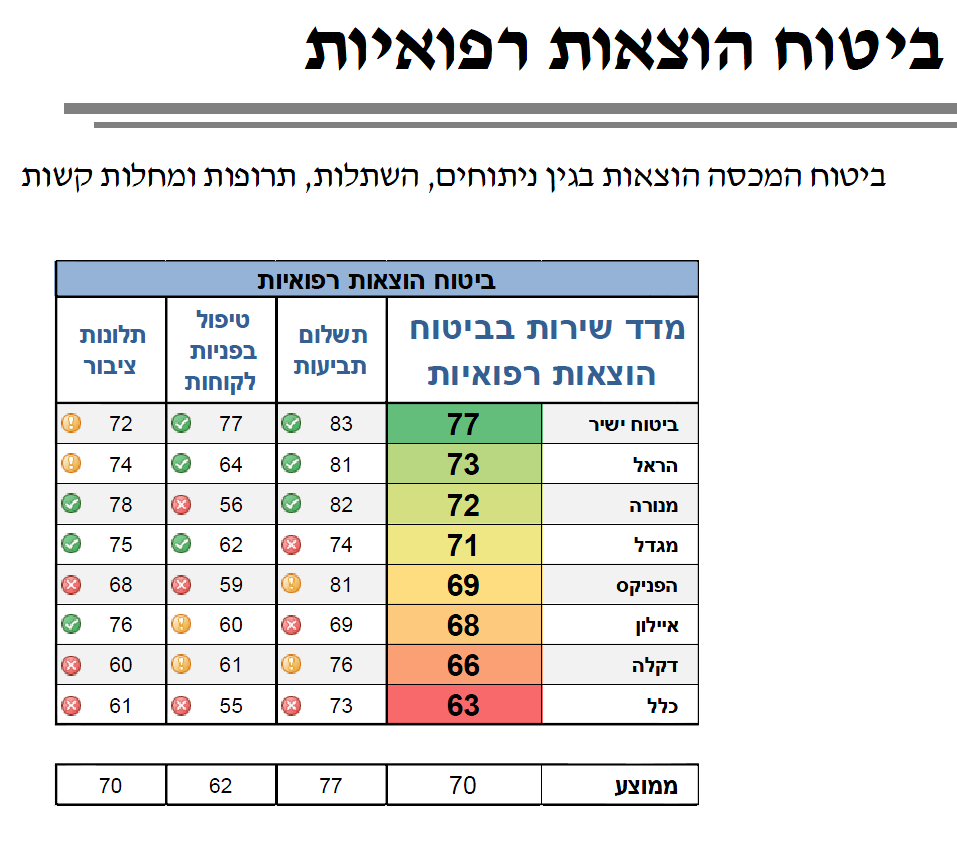 ביטוח הוצאות רפואיות
ביטוח המכסה הוצאות בגין ניתוחים, השתלות, תרופות ומחלות קשות
ביטוח הוצאות רפואיות
מדד שירות בביטוח הוצאות רפואיות תשלום תביעות טיפול בפניות לקוחות תלונות ציבור
ביטוח ישיר 77 83 77 72
הראל 73 81 64 74
מנורה 72 82 56 78
מגדל 71 74 62 75
הפניקס 69 81 59 68
איילון 68 69 60 76
דקלה 66 76 61 60
כלל 63 73 55 61
ממוצע 70 77 62 70